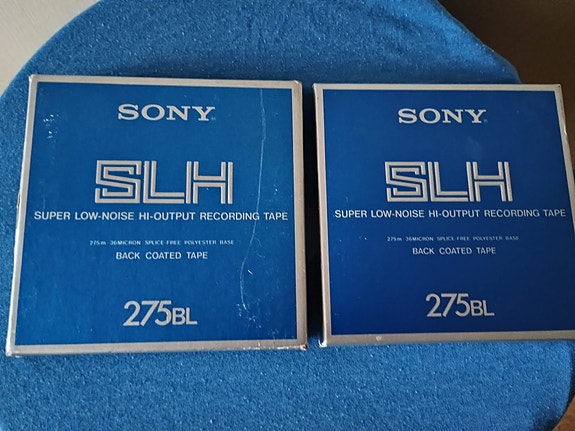 SONY
SLH
SUPER LOW-NOISE HI-OUTPUT RECORDING TAPE
275m · 36MICRON · SPLICE-FREE POLYESTER BASE
BACK COATED TAPE
275BL
SONY
SLH
SUPER LOW-NOISE HI-OUTPUT RECORDING TAPE
275m · 36MICRON · SPLICE-FREE POLYESTER BASE
BACK COATED TAPE
275BL